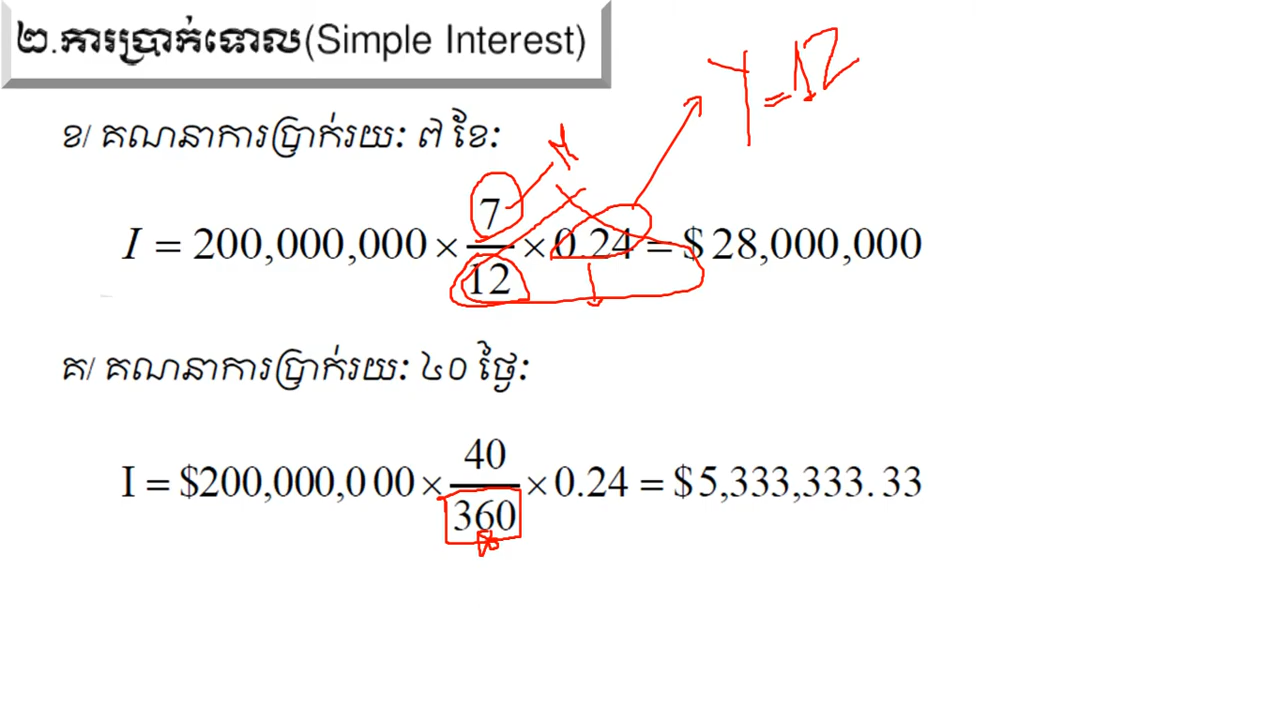 ២.ការប្រាក់ទោល(Simple Interest)
Y=12
ខ/ គណនាការប្រាក់រយៈ ៧ ខែៈ
M
I = 200,000,000 × 7/12 × 0.24 = $ 28,000,000
គ/ គណនាការប្រាក់រយៈ ៤០ ថ្ងៃៈ
I = $200,000,0 00 × 40/360 × 0.24 = $ 5,333,333. 33